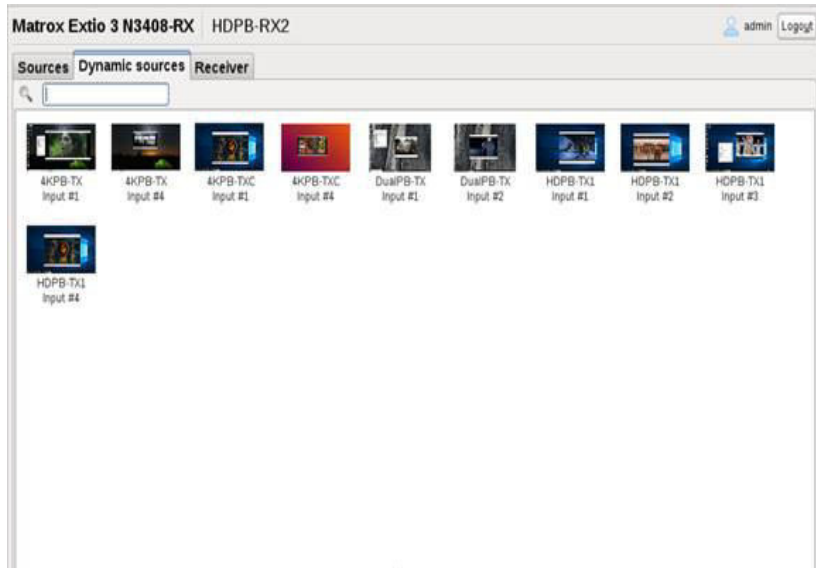 Matrox Extio 3 N3408-RX HDPB-RX2 admin Logout
Sources Dynamic sources Receiver
4KPB-TX 4KPB-TX 4KPB-TXC 4KPB-TXC DualPB-TX DualPB-TX HDPB-TX1 HDPB-TX1 HDPB-TX1
Input #1 Input #4 Input #1 Input #4 Input #1 Input #2 Input #1 Input #2 Input #3
HDPB-TX1
Input #4